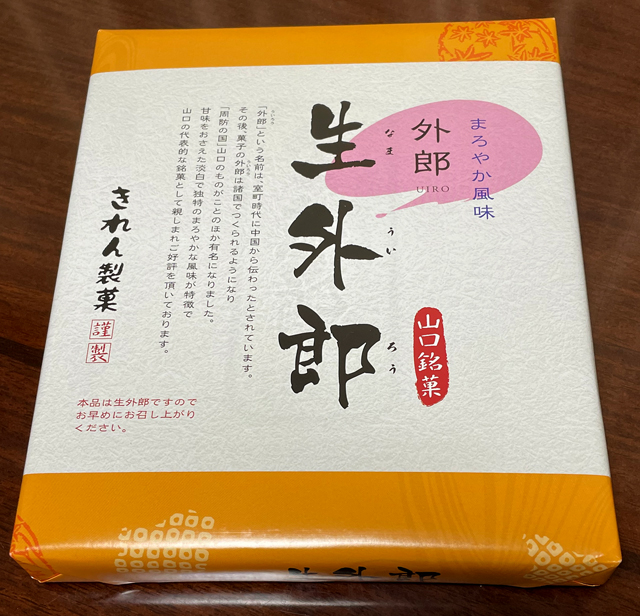 まろやか風味
外郎
UIRO
生外郎
なま うい ろう
山口銘菓
「外郎」という名前は、室町時代に中国から伝わったとされています。
その後、菓子の外郎は諸国でつくられるようになり
「周防の国」山口のものがことのほか有名になりました。
甘味をおさえた淡白で独特のまろやかな風味が特徴で
山口の代表的な銘菓として親しまれご好評を頂いております。
きれん製菓
謹製
本品は生外郎ですので
お早めにお召し上がり
ください。
生外郎